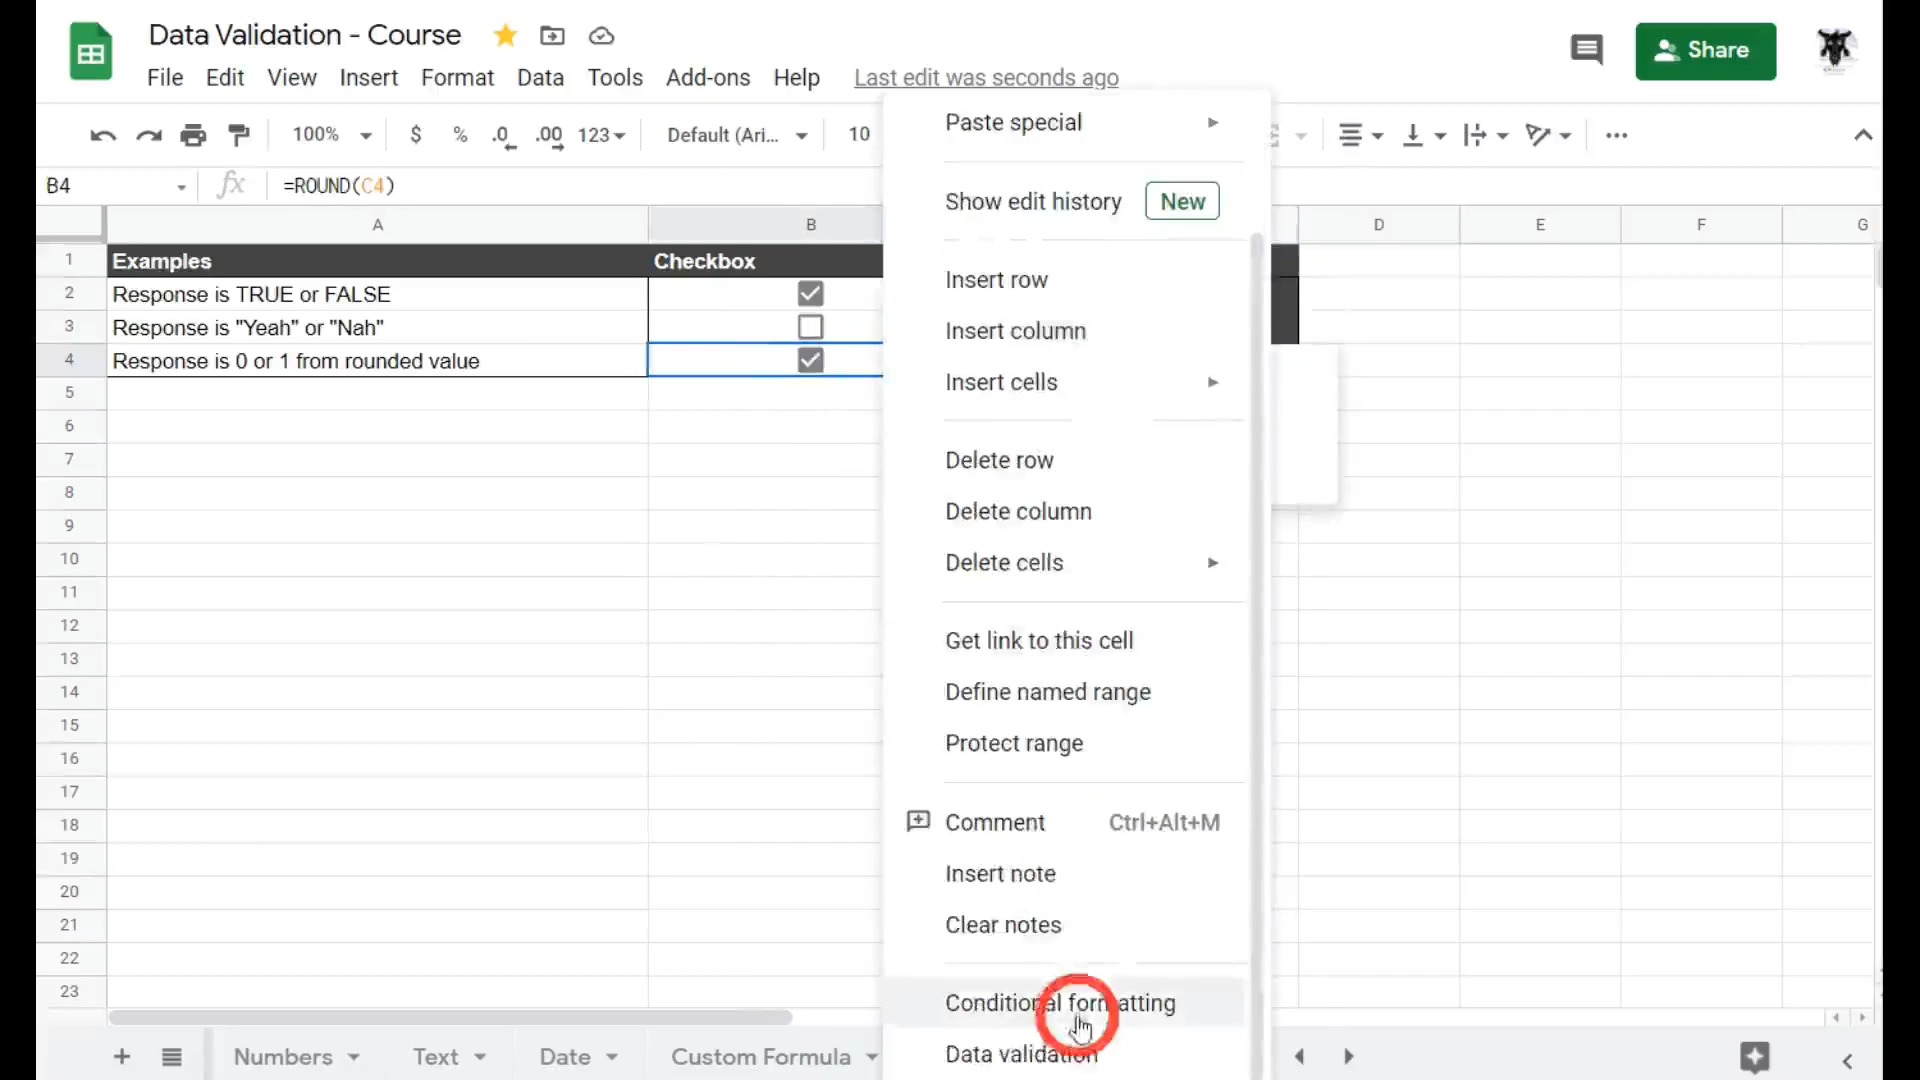 Data Validation - Course
File Edit View Insert Format Data Tools Add-ons Help Last edit was seconds ago
Share
100% $ % .0 .00 123 Default (Ari... 10
B4 =ROUND(C4)
A B D E F G
1 Examples Checkbox
2 Response is TRUE or FALSE
3 Response is "Yeah" or "Nah"
4 Response is 0 or 1 from rounded value
5
6
7
8
9
10
11
12
13
14
15
16
17
18
19
20
21
22
23
Paste special
Show edit history New
Insert row
Insert column
Insert cells
Delete row
Delete column
Delete cells
Get link to this cell
Define named range
Protect range
Comment Ctrl+Alt+M
Insert note
Clear notes
Conditional formatting
Data validation
Numbers Text Date Custom Formula